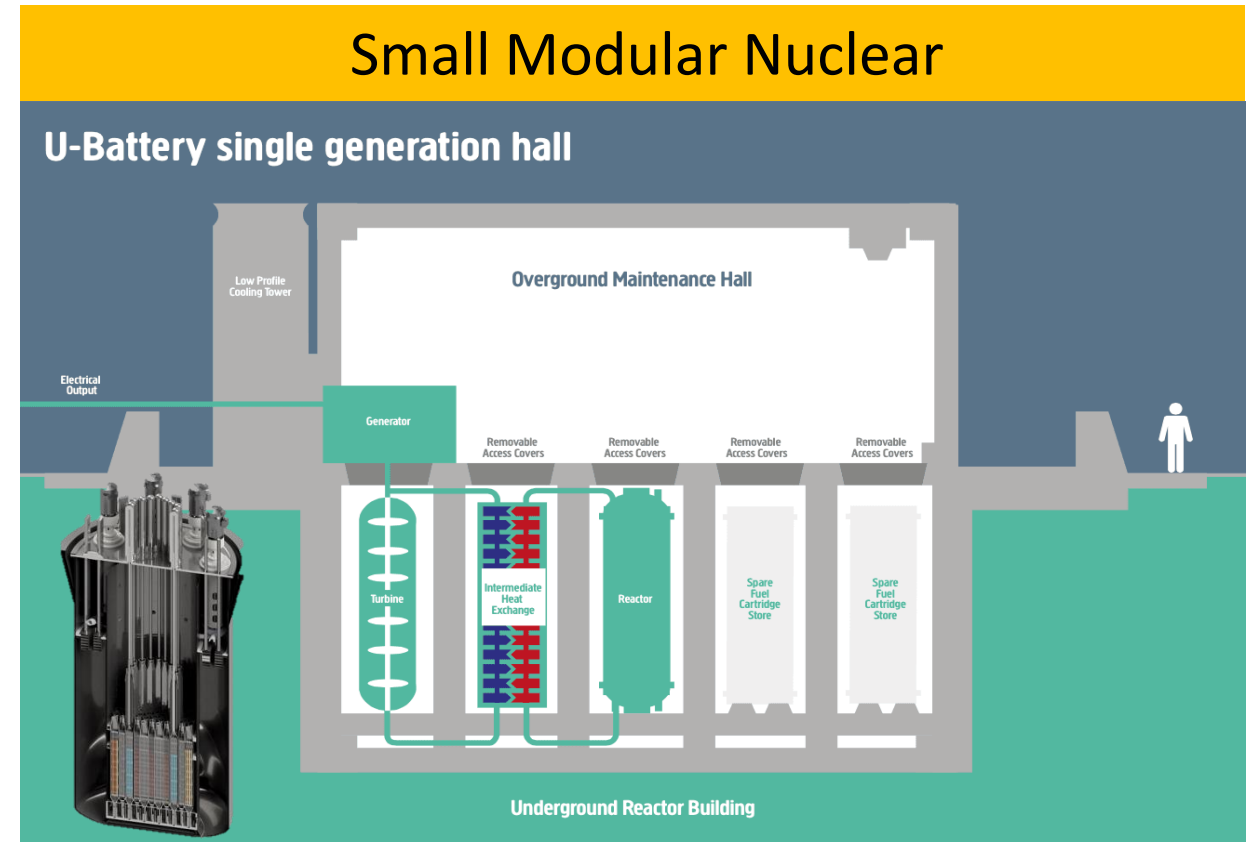 Small Modular Nuclear
U-Battery single generation hall
Low Profile
Cooling Tower
Overground Maintenance Hall
Electrical
Output
Generator
Removable
Access Covers
Removable
Access Covers
Removable
Access Covers
Removable
Access Covers
Turbine
Intermediate
Heat
Exchange
Reactor
Spare
Fuel
Cartridge
Store
Spare
Fuel
Cartridge
Store
Underground Reactor Building